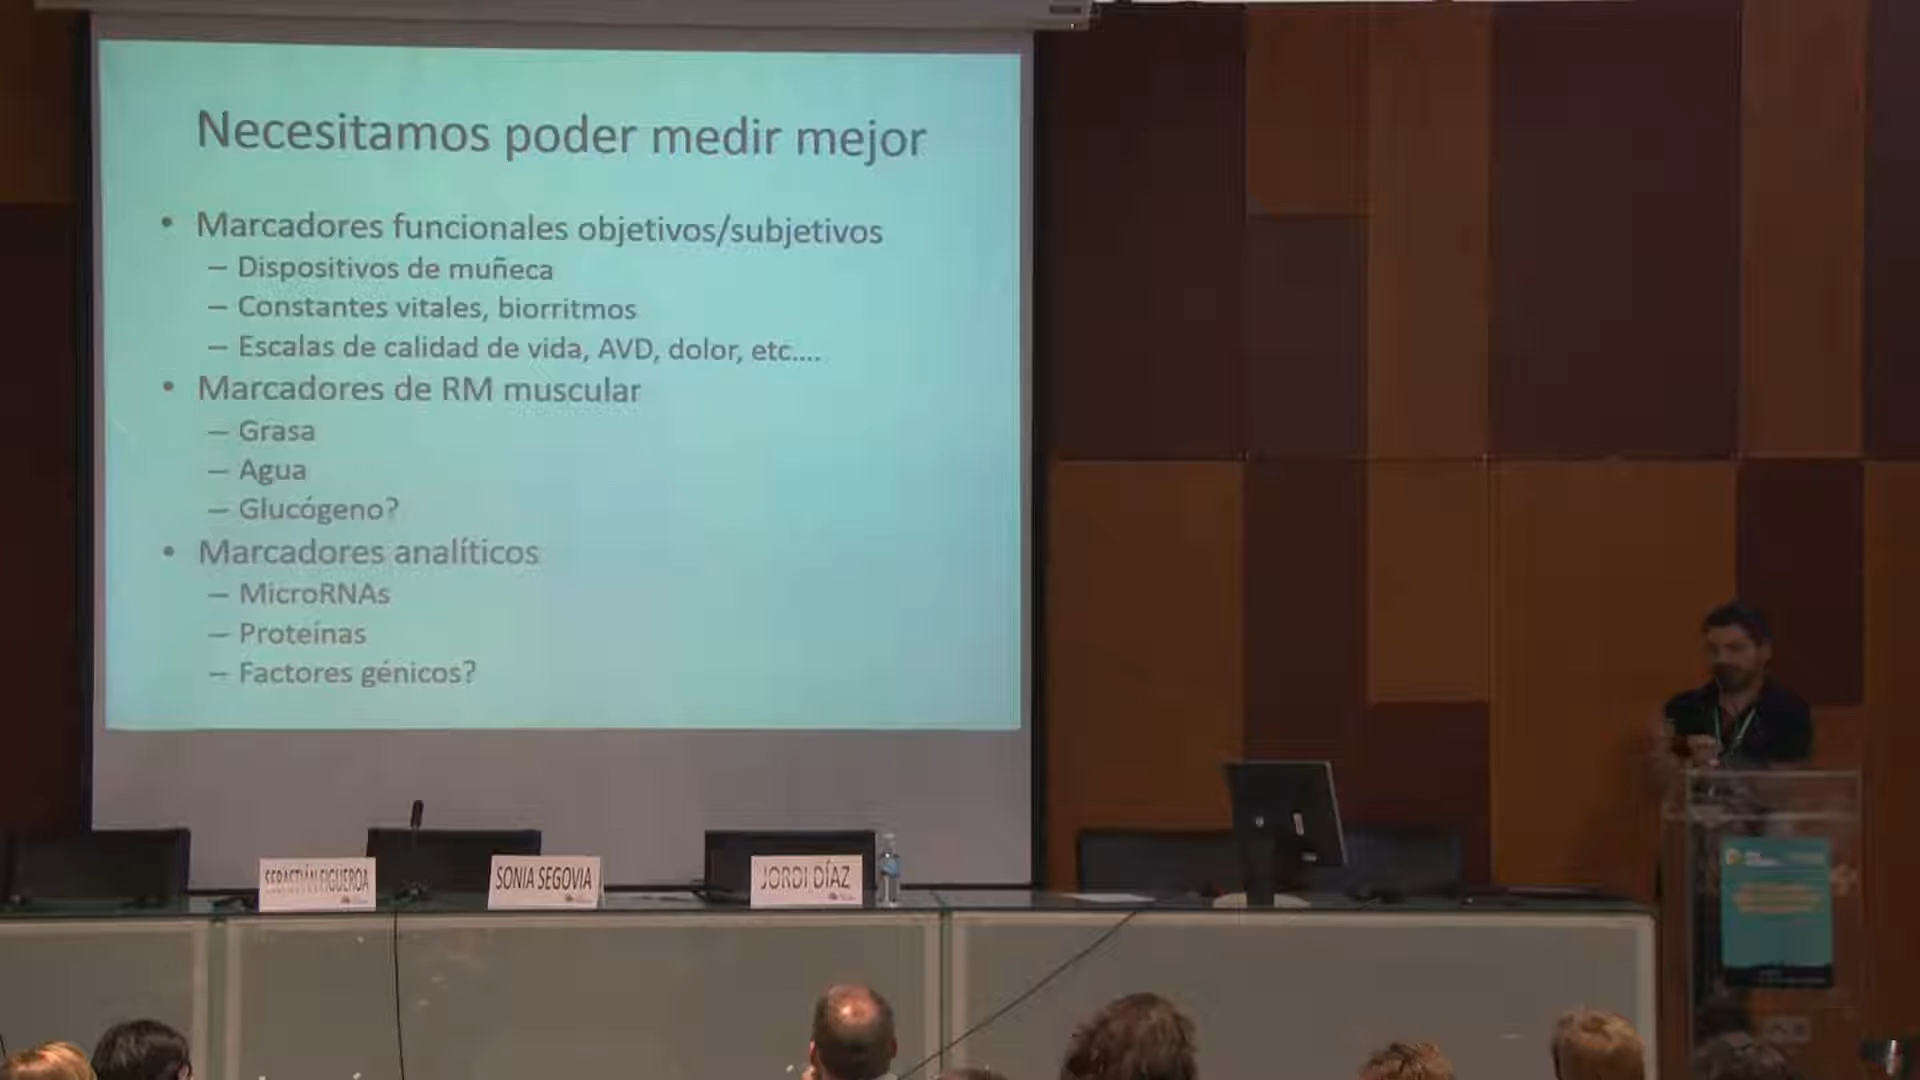 Necesitamos poder medir mejor
• Marcadores funcionales objetivos/subjetivos
– Dispositivos de muñeca
– Constantes vitales, biorritmos
– Escalas de calidad de vida, AVD, dolor, etc....
• Marcadores de RM muscular
– Grasa
– Agua
– Glucógeno?
• Marcadores analíticos
– MicroRNAs
– Proteínas
– Factores génicos?
SEBASTIÁN FIGUEROA
SONIA SEGOVIA
JORDI DÍAZ